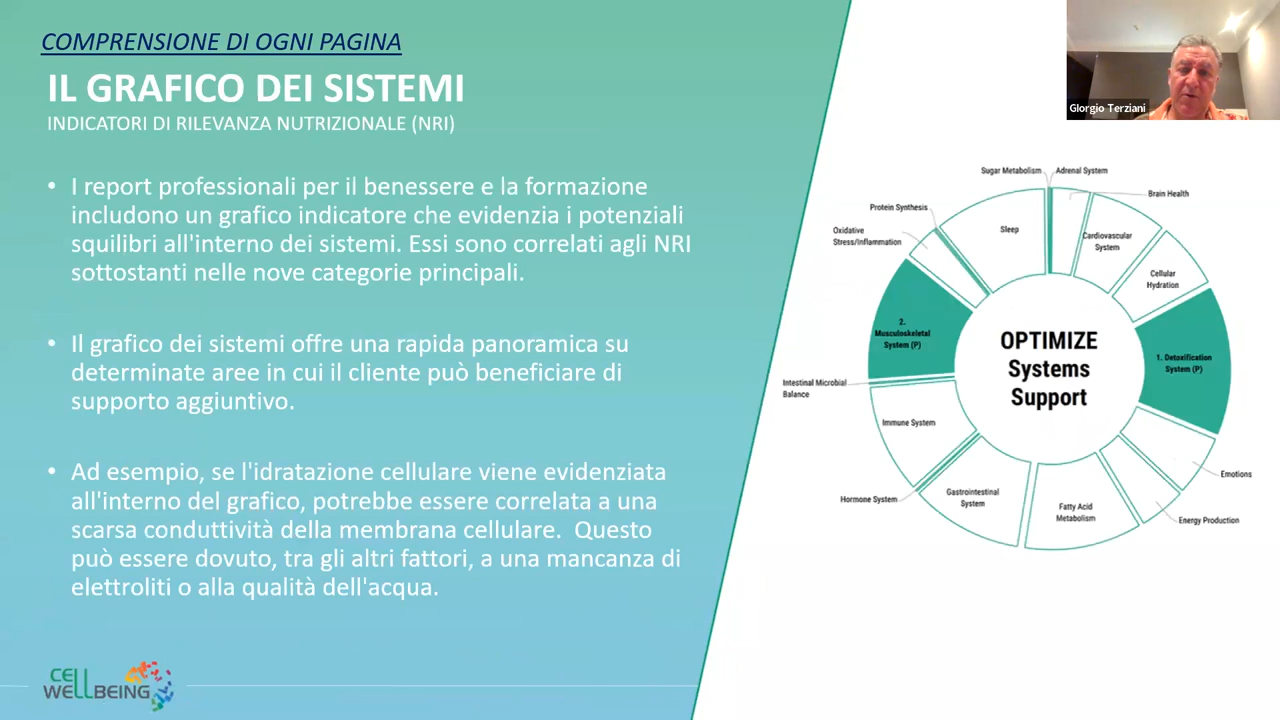 COMPRENSIONE DI OGNI PAGINA
IL GRAFICO DEI SISTEMI
INDICATORI DI RILEVANZA NUTRIZIONALE (NRI)
• I report professionali per il benessere e la formazione
includono un grafico indicatore che evidenzia i potenziali
squilibri all'interno dei sistemi. Essi sono correlati agli NRI
sottostanti nelle nove categorie principali.
• Il grafico dei sistemi offre una rapida panoramica su
determinate aree in cui il cliente può beneficiare di
supporto aggiuntivo.
• Ad esempio, se l'idratazione cellulare viene evidenziata
all'interno del grafico, potrebbe essere correlata a una
scarsa conduttività della membrana cellulare.  Questo
può essere dovuto, tra gli altri fattori, a una mancanza di
elettroliti o alla qualità dell'acqua.
CELL
WELLBEING
GIorgio Terziani
Sugar Metabolism
Adrenal System
Brain Health
Protein Synthesis
Oxidative
Stress/Inflammation
Sleep
Cardiovascular
System
Cellular
Hydration
2.
Musculoskeletal
System (P)
OPTIMIZE
Systems
Support
1. Detoxification
System (P)
Intestinal Microbial
Balance
Immune System
Hormone System
Gastrointestinal
System
Fatty Acid
Metabolism
Emotions
Energy Production